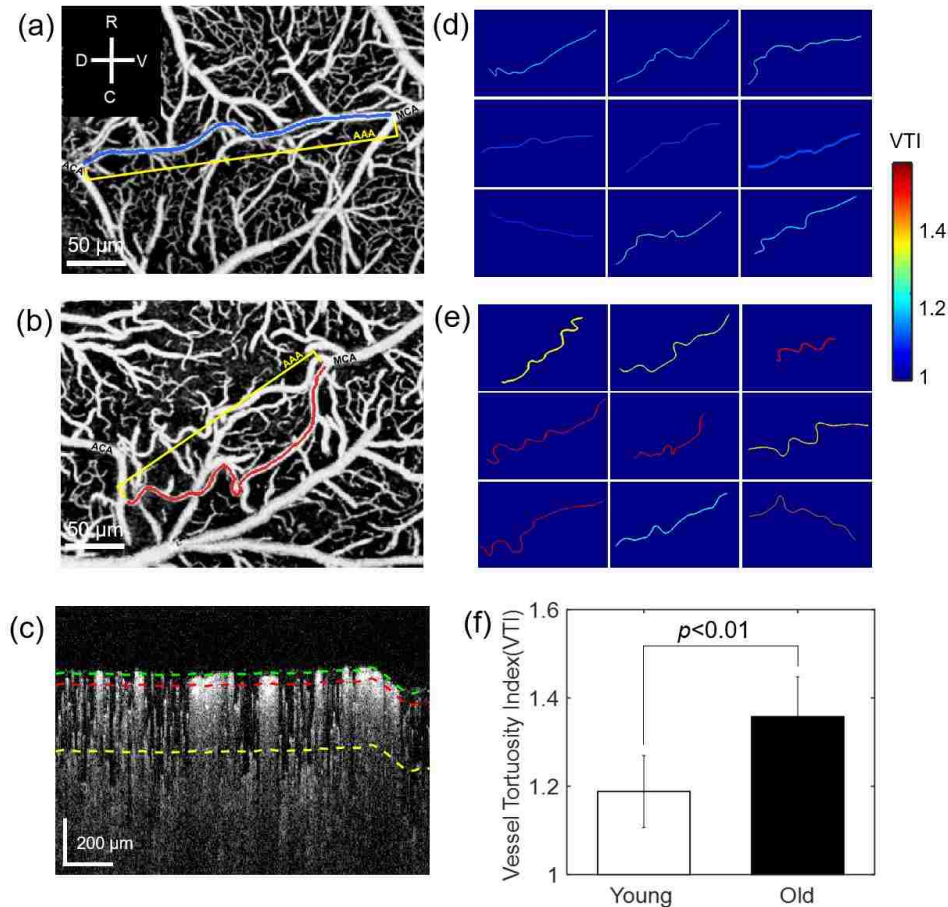 (a)
R
D
V
C
MCA
AAA
ACA
50 µm
(b)
AAA
MCA
ACA
50 µm
(c)
200 µm
(d)
VTI
1.4
1.2
1
(e)
(f)
1.6
p<0.01
1.4
1.2
1
Vessel Tortuosity Index(VTI)
Young
Old